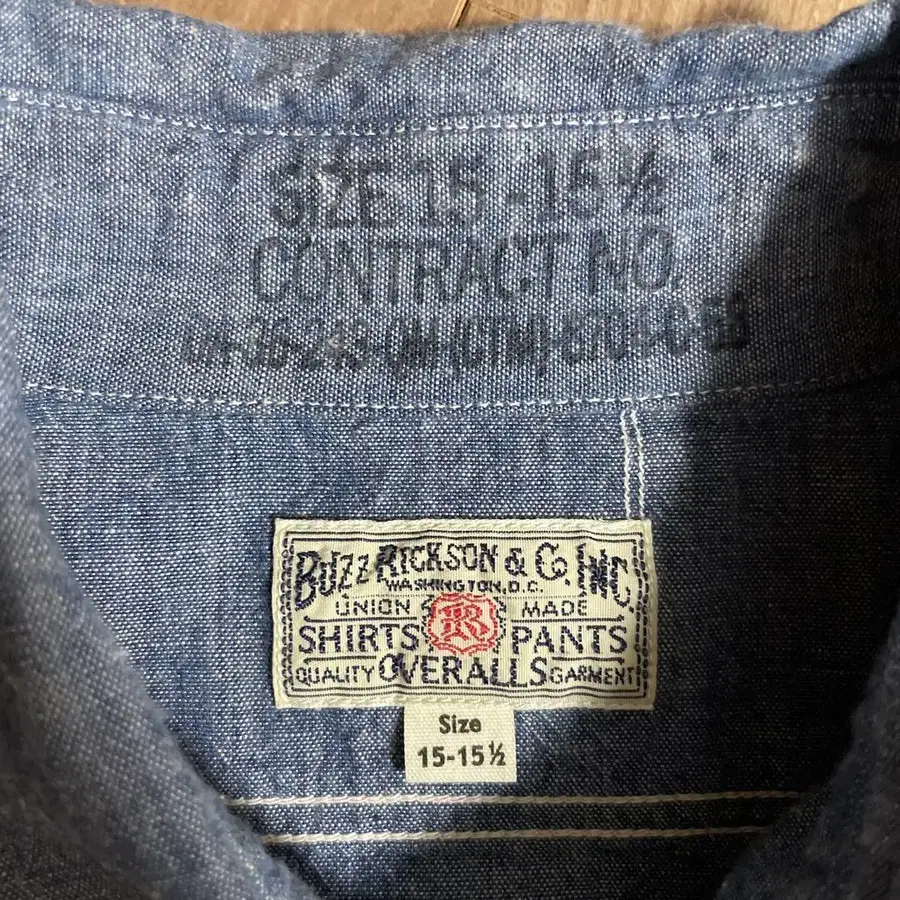 SIZE 15-15½
CONTRACT NO.
BUZZ RICKSON & CO. INC.
WASHINGTON, D.C.
UNION R MADE
SHIRTS PANTS
QUALITY OVERALLS GARMENT
Size
15-15½